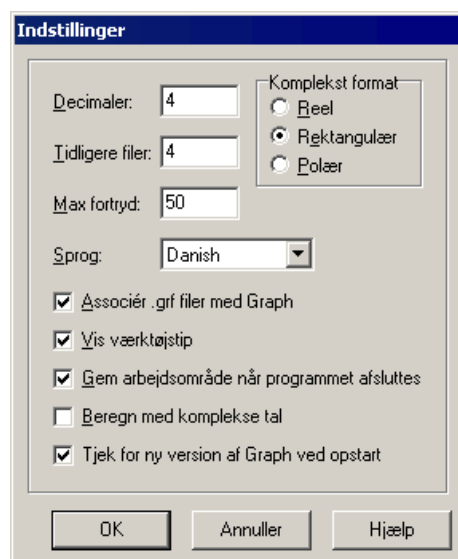 Indstillinger
Decimaler: 4
Tidligere filer: 4
Max fortryd: 50
Komplekst format
Reel
Rektangulær
Polær
Sprog: Danish
Associér .grf filer med Graph
Vis værktøjstip
Gem arbejdsområde når programmet afsluttes
Beregn med komplekse tal
Tjek for ny version af Graph ved opstart
OK Annuller Hjælp